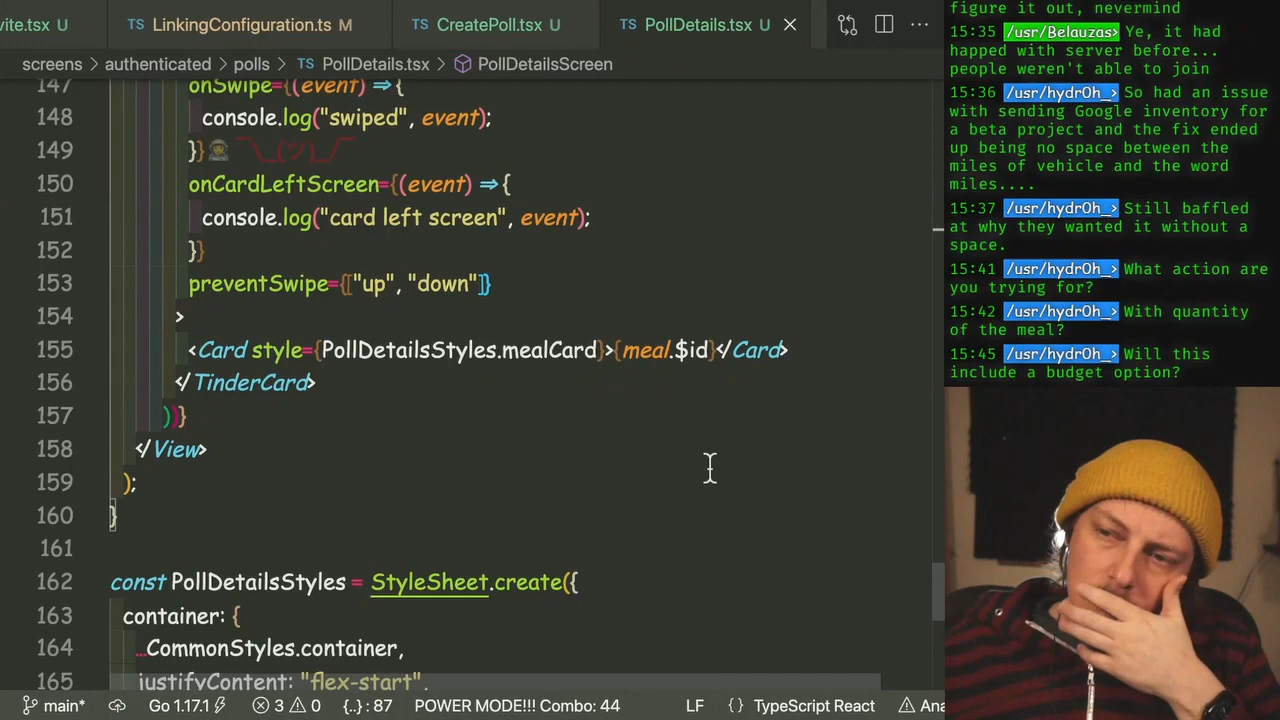 vite.tsx U
TS LinkingConfiguration.ts M
TS CreatePoll.tsx U
TS PollDetails.tsx U
screens > authenticated > polls > TS PollDetails.tsx > PollDetailsScreen
147 onSwipe={(event) => {
148 console.log("swiped", event);
149 }} ¯\_(ツ)_/¯
150 onCardLeftScreen={(event) => {
151 console.log("card left screen", event);
152 }}
153 preventSwipe={["up", "down"]}
154 >
155 <Card style={PollDetailsStyles.mealCard}>{meal.$id}</Card>
156 </TinderCard>
157 ))}
158 </View>
159 );
160 }
161
162 const PollDetailsStyles = StyleSheet.create({
163 container: {
164 ...CommonStyles.container,
165 justifyContent: "flex-start",
main*
Go 1.17.1
3
0
{..}: 87
POWER MODE!!! Combo: 44
LF
{ } TypeScript React
Ana
figure it out, nevermind
15:35 /usr/Belauzas> Ye, it had
happed with server before...
people weren't able to join
15:36 /usr/hydr0h_> So had an issue
with sending Google inventory for
a beta project and the fix ended
up being no space between the
miles of vehicle and the word
miles....
15:37 /usr/hydr0h_> Still baffled
at why they wanted it without a
space.
15:41 /usr/hydr0h_> What action are
you trying for?
15:42 /usr/hydr0h_> With quantity
of the meal?
15:45 /usr/hydr0h_> Will this
include a budget option?